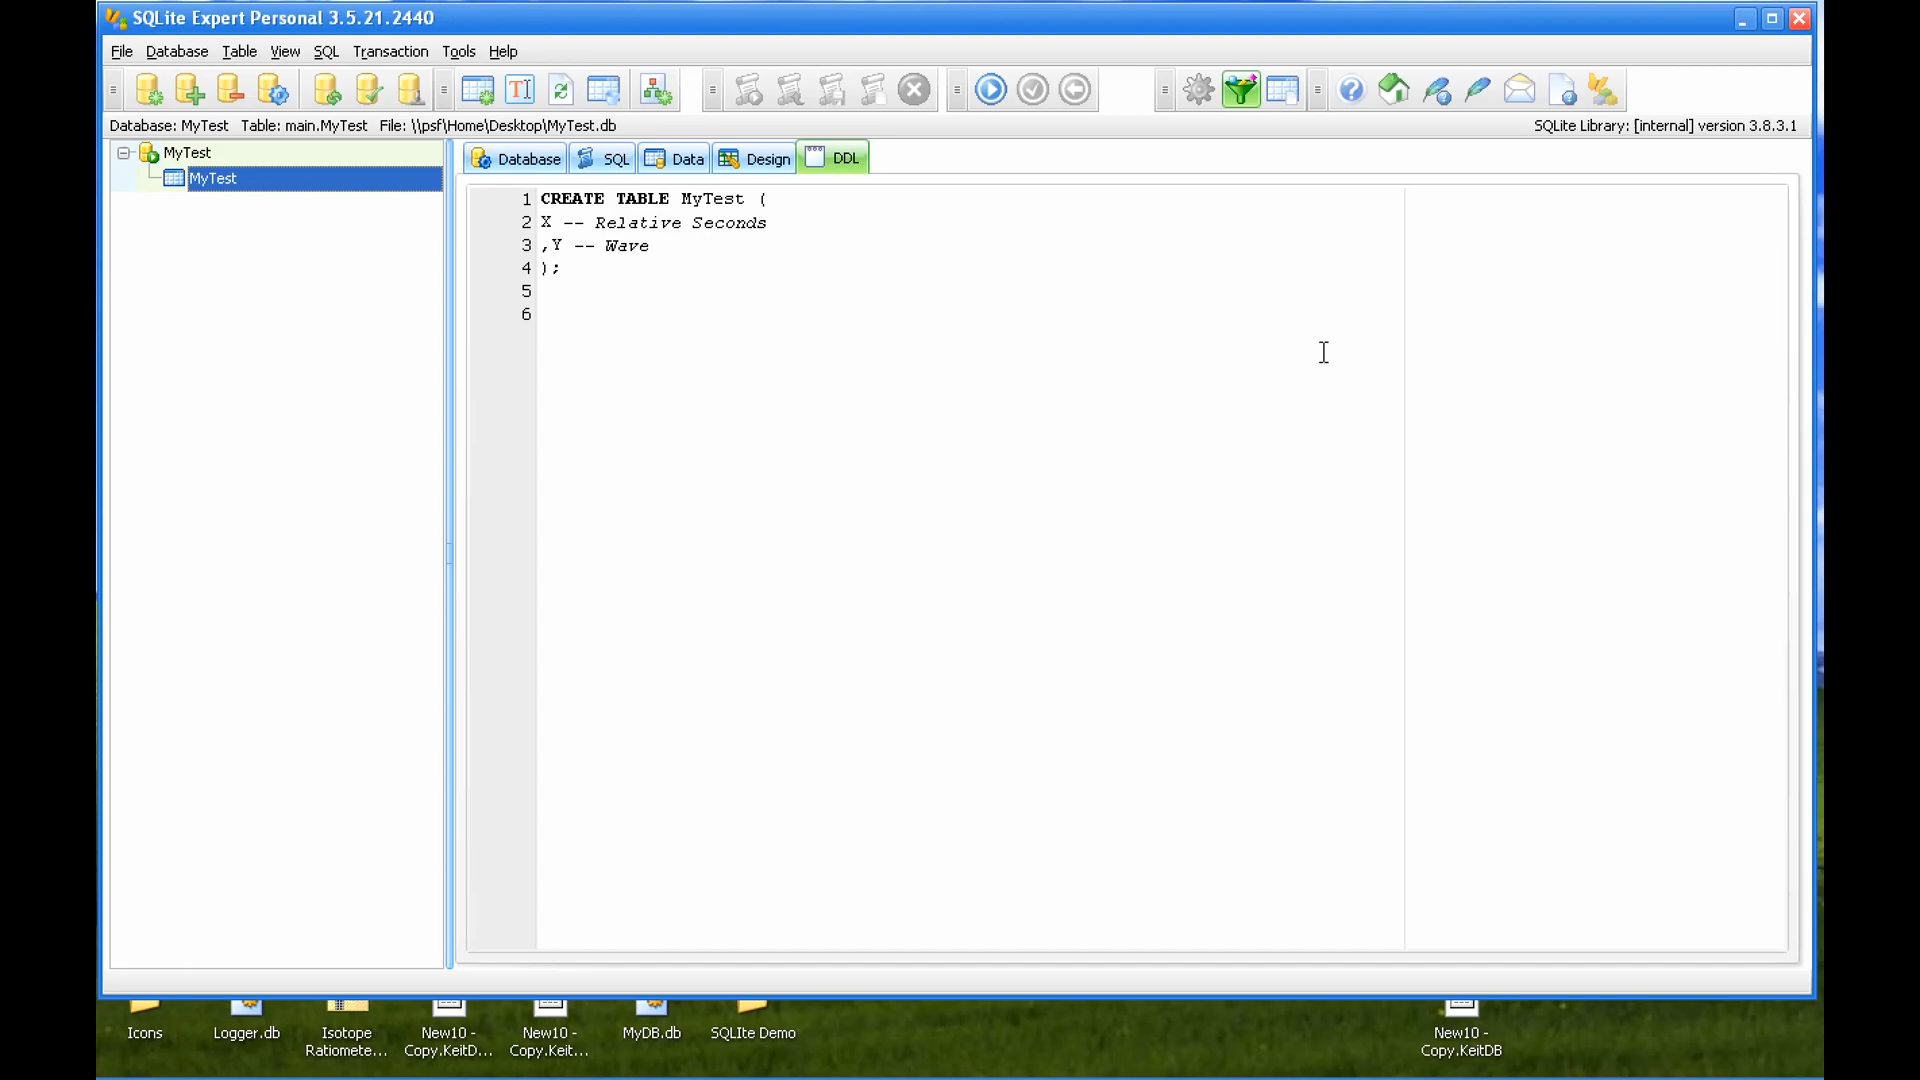 SQLite Expert Personal 3.5.21.2440
File Database Table View SQL Transaction Tools Help
Database: MyTest Table: main.MyTest File: \\psf\Home\Desktop\MyTest.db SQLite Library: [internal] version 3.8.3.1
MyTest
MyTest
Database SQL Data Design DDL
1 CREATE TABLE MyTest (
2 X -- Relative Seconds
3 ,Y -- Wave
4 );
5
6
Icons
Logger.db
Isotope
Ratiomete...
New10 -
Copy.KeitD...
New10 -
Copy.Keit...
MyDB.db
SQLIte Demo
New10 -
Copy.KeitDB